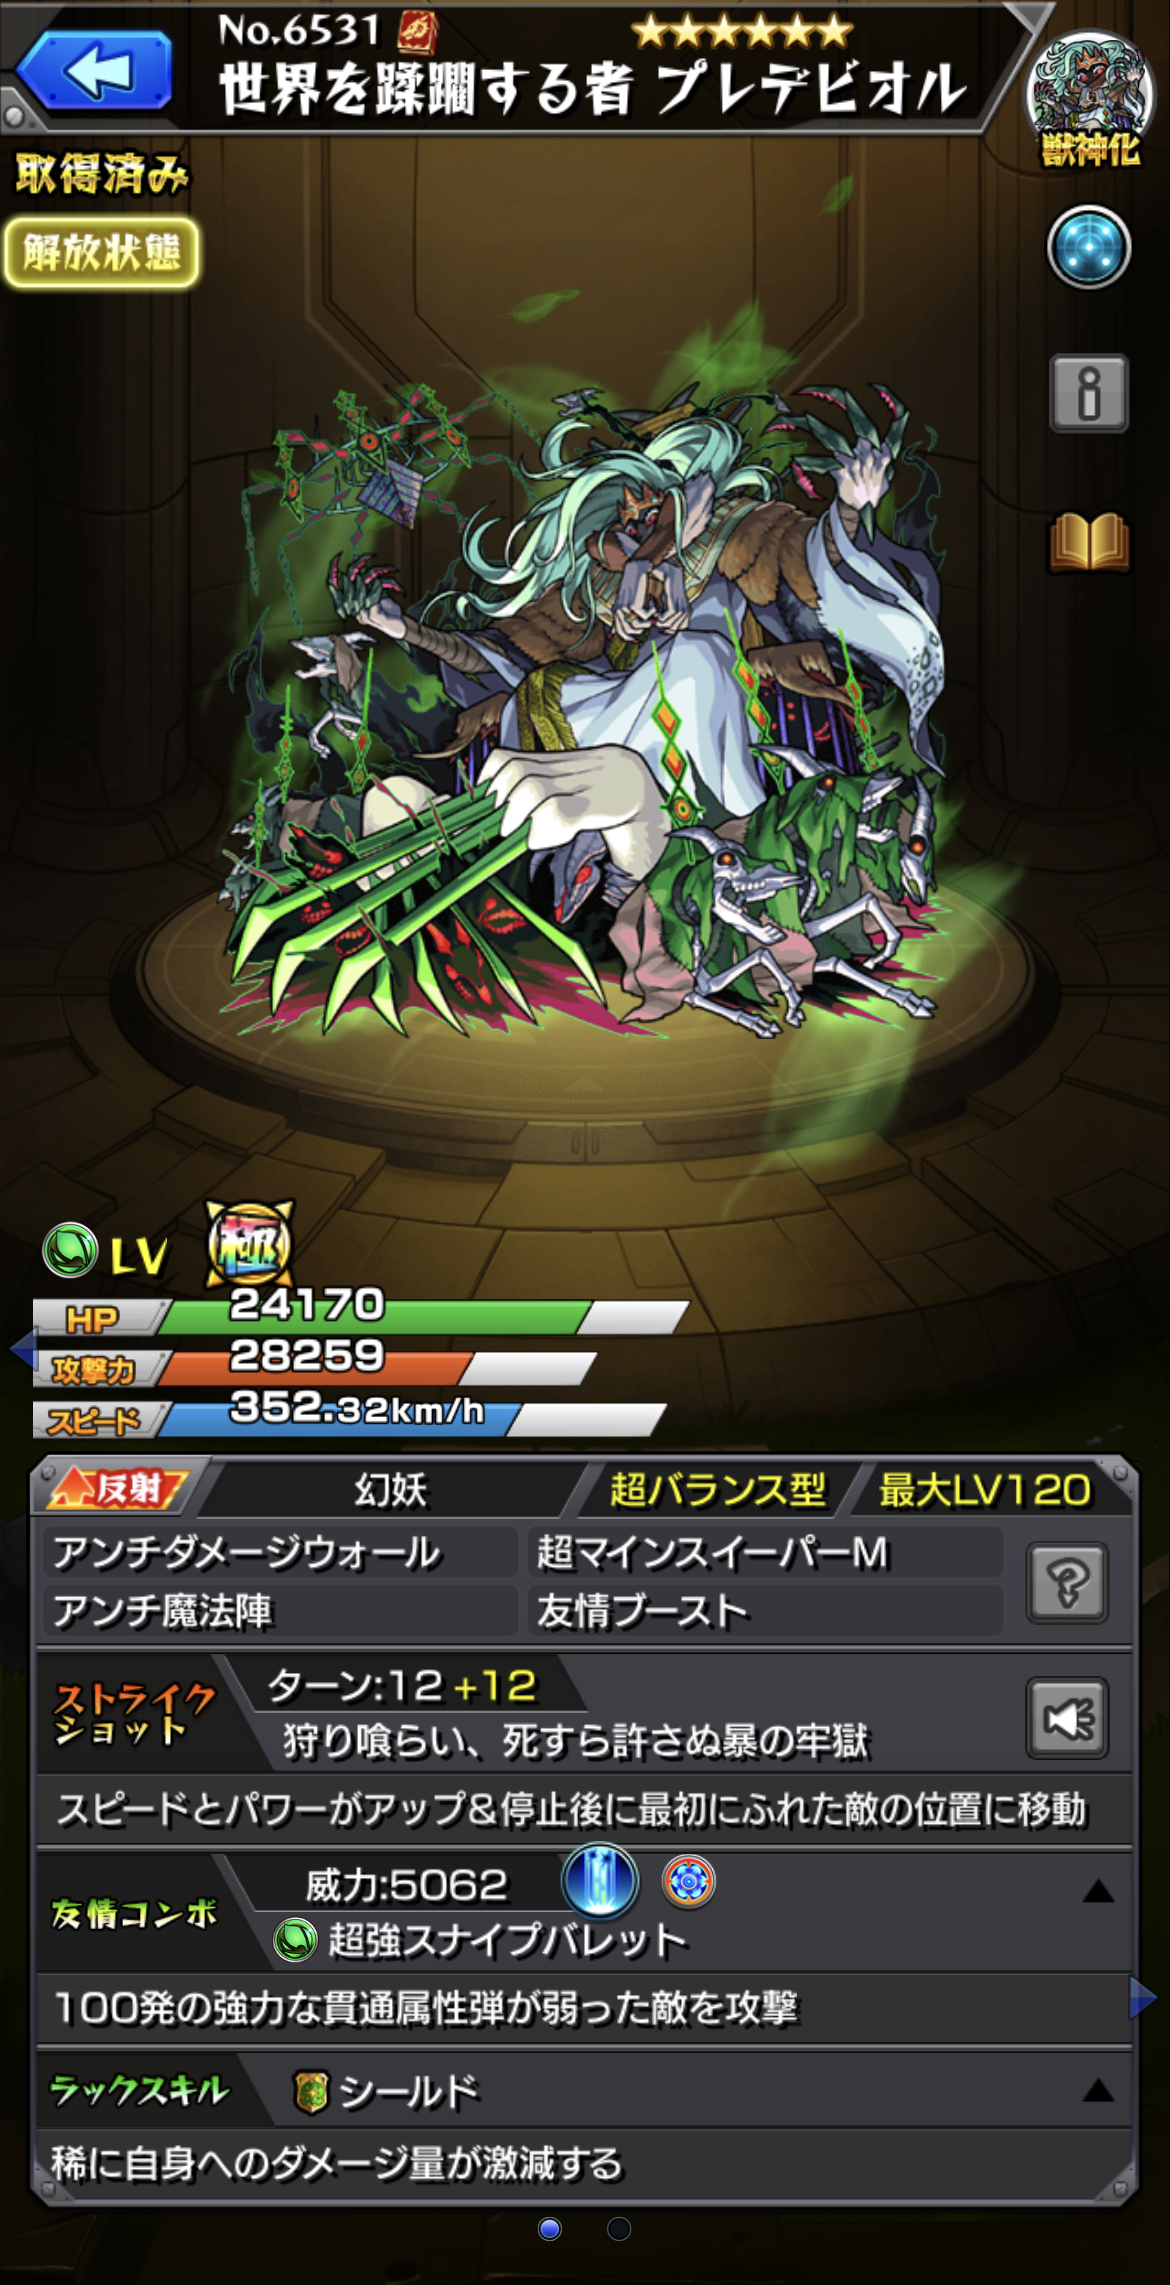 No.6531 ★★★★★★
世界を蹂躙する者 プレデビオル
獣神化
取得済み
解放状態
LV 極
HP 24170
攻撃力 28259
スピード 352.32km/h
反射 幻妖 超バランス型 最大LV120
アンチダメージウォール 超マインスイーパーM
アンチ魔法陣 友情ブースト
ストライクショット ターン:12 +12
狩り喰らい、死すら許さぬ暴の牢獄
スピードとパワーがアップ&停止後に最初にふれた敵の位置に移動
友情コンボ 威力:5062
超強スナイプバレット
100発の強力な貫通属性弾が弱った敵を攻撃
ラックスキル シールド
稀に自身へのダメージ量が激減する